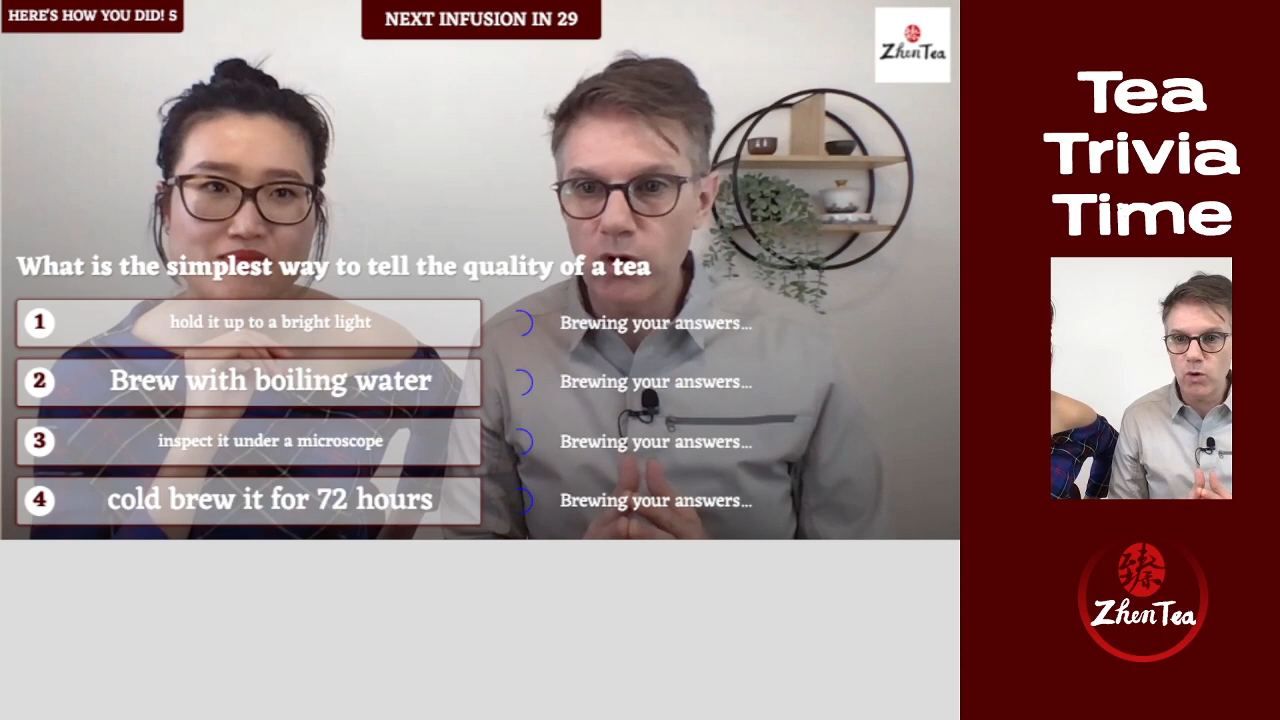 HERE'S HOW YOU DID! 5
NEXT INFUSION IN 29
ZhenTea
What is the simplest way to tell the quality of a tea
1 hold it up to a bright light Brewing your answers...
2 Brew with boiling water Brewing your answers...
3 inspect it under a microscope Brewing your answers...
4 cold brew it for 72 hours Brewing your answers...
Tea
Trivia
Time
臻
ZhenTea